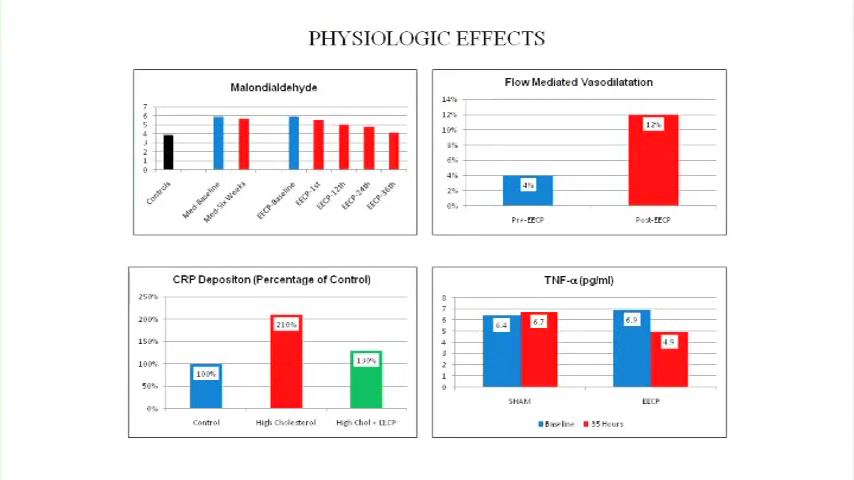 PHYSIOLOGIC EFFECTS
Malondialdehyde
7
6
5
4
3
2
1
0
Controls
Med-Baseline
Med-Six Weeks
EECP-Baseline
EECP-1st
EECP-12th
EECP-24th
EECP-36th
Flow Mediated Vasodilatation
14%
12%
10%
8%
6%
4%
2%
0%
4%
12%
Pre-EECP
Post-EECP
CRP Depositon (Percentage of Control)
250%
200%
150%
100%
50%
0%
100%
210%
130%
Control
High Cholesterol
High Chol + EECP
TNF-α (pg/ml)
8
7
6
5
4
3
2
1
0
6.4
6.7
6.9
4.9
SHAM
EECP
Baseline
35 Hours